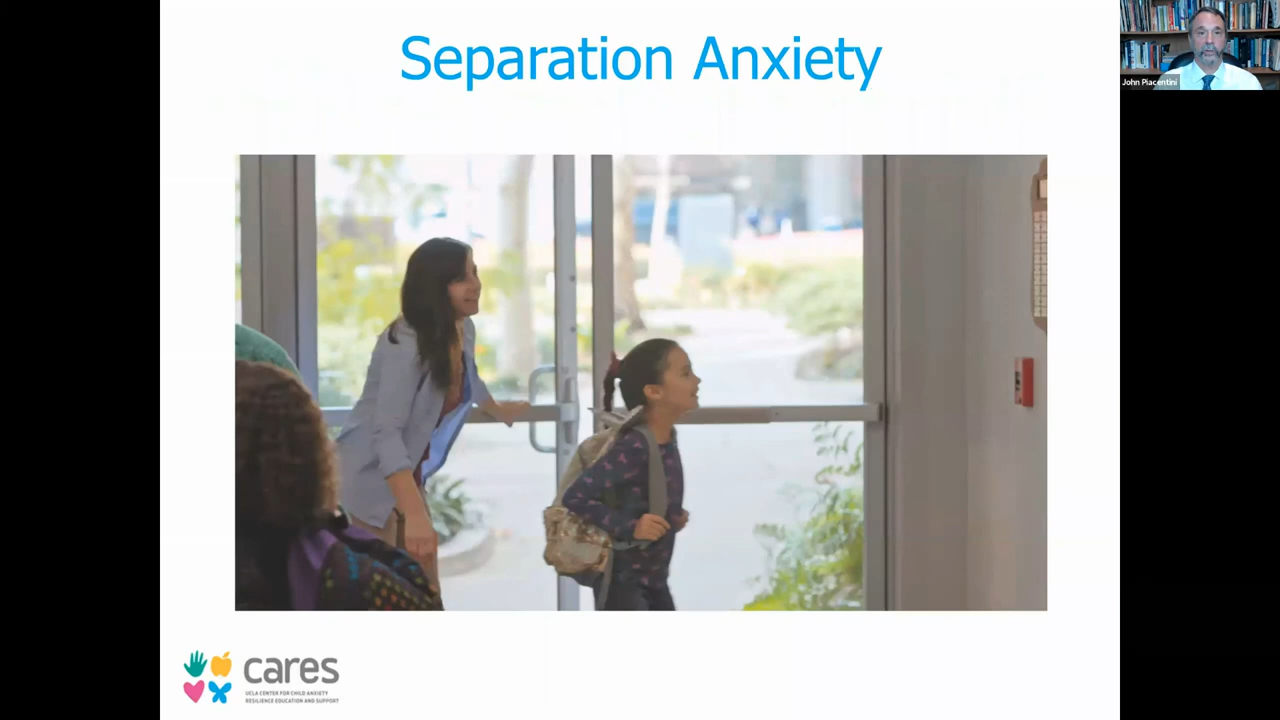 Separation Anxiety
John Piacentini
cares
UCLA CENTER FOR CHILD ANXIETY
RESILIENCE EDUCATION AND SUPPORT